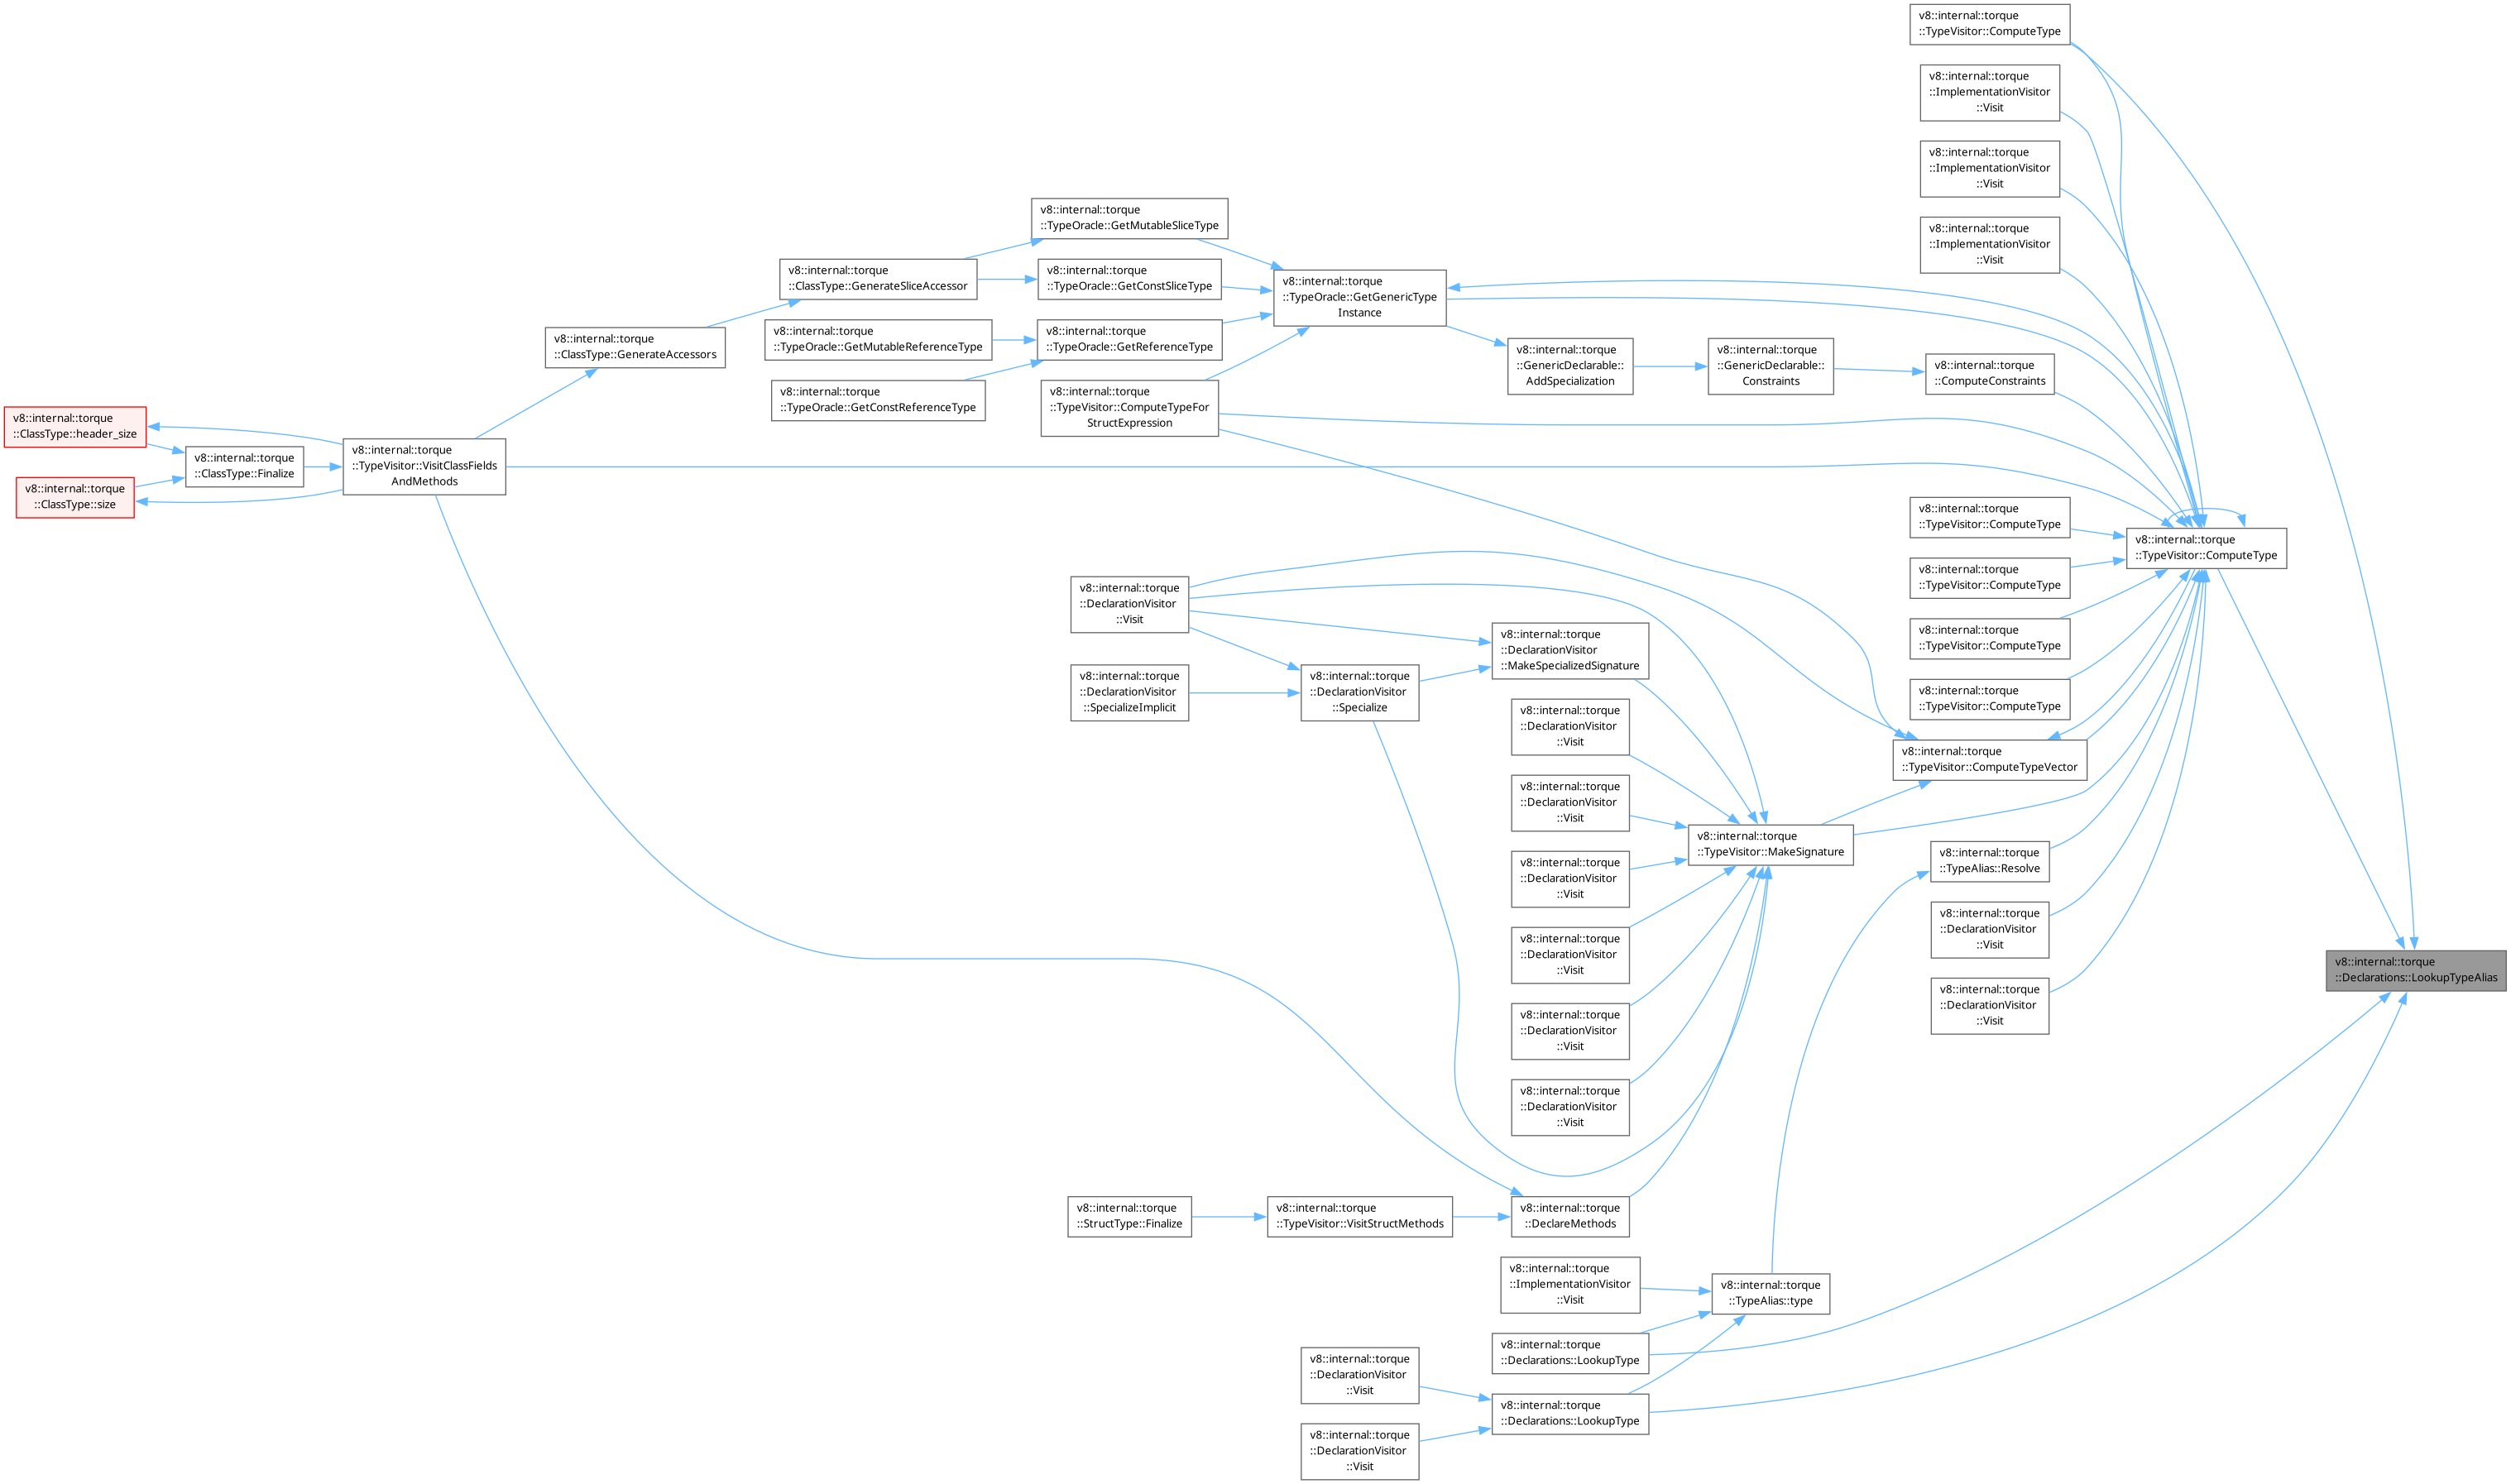 v8::internal::torque
::TypeVisitor::ComputeType
v8::internal::torque
::ImplementationVisitor
::Visit
v8::internal::torque
::ImplementationVisitor
::Visit
v8::internal::torque
::ImplementationVisitor
::Visit
v8::internal::torque
::TypeOracle::GetMutableSliceType
v8::internal::torque
::ClassType::GenerateSliceAccessor
v8::internal::torque
::TypeOracle::GetConstSliceType
v8::internal::torque
::TypeOracle::GetGenericType
Instance
v8::internal::torque
::ClassType::GenerateAccessors
v8::internal::torque
::TypeOracle::GetMutableReferenceType
v8::internal::torque
::TypeOracle::GetReferenceType
v8::internal::torque
::GenericDeclarable::
AddSpecialization
v8::internal::torque
::GenericDeclarable::
Constraints
v8::internal::torque
::ComputeConstraints
v8::internal::torque
::TypeOracle::GetConstReferenceType
v8::internal::torque
::TypeVisitor::ComputeTypeFor
StructExpression
v8::internal::torque
::ClassType::header_size
v8::internal::torque
::ClassType::Finalize
v8::internal::torque
::TypeVisitor::VisitClassFields
AndMethods
v8::internal::torque
::ClassType::size
v8::internal::torque
::TypeVisitor::ComputeType
v8::internal::torque
::TypeVisitor::ComputeType
v8::internal::torque
::TypeVisitor::ComputeType
v8::internal::torque
::DeclarationVisitor
::Visit
v8::internal::torque
::DeclarationVisitor
::MakeSpecializedSignature
v8::internal::torque
::TypeVisitor::ComputeType
v8::internal::torque
::DeclarationVisitor
::SpecializeImplicit
v8::internal::torque
::DeclarationVisitor
::Specialize
v8::internal::torque
::TypeVisitor::ComputeType
v8::internal::torque
::DeclarationVisitor
::Visit
v8::internal::torque
::TypeVisitor::ComputeTypeVector
v8::internal::torque
::DeclarationVisitor
::Visit
v8::internal::torque
::TypeVisitor::MakeSignature
v8::internal::torque
::DeclarationVisitor
::Visit
v8::internal::torque
::TypeAlias::Resolve
v8::internal::torque
::DeclarationVisitor
::Visit
v8::internal::torque
::DeclarationVisitor
::Visit
v8::internal::torque
::Declarations::LookupTypeAlias
v8::internal::torque
::DeclarationVisitor
::Visit
v8::internal::torque
::DeclarationVisitor
::Visit
v8::internal::torque
::DeclarationVisitor
::Visit
v8::internal::torque
::StructType::Finalize
v8::internal::torque
::TypeVisitor::VisitStructMethods
v8::internal::torque
::DeclareMethods
v8::internal::torque
::ImplementationVisitor
::Visit
v8::internal::torque
::TypeAlias::type
v8::internal::torque
::Declarations::LookupType
v8::internal::torque
::DeclarationVisitor
::Visit
v8::internal::torque
::Declarations::LookupType
v8::internal::torque
::DeclarationVisitor
::Visit